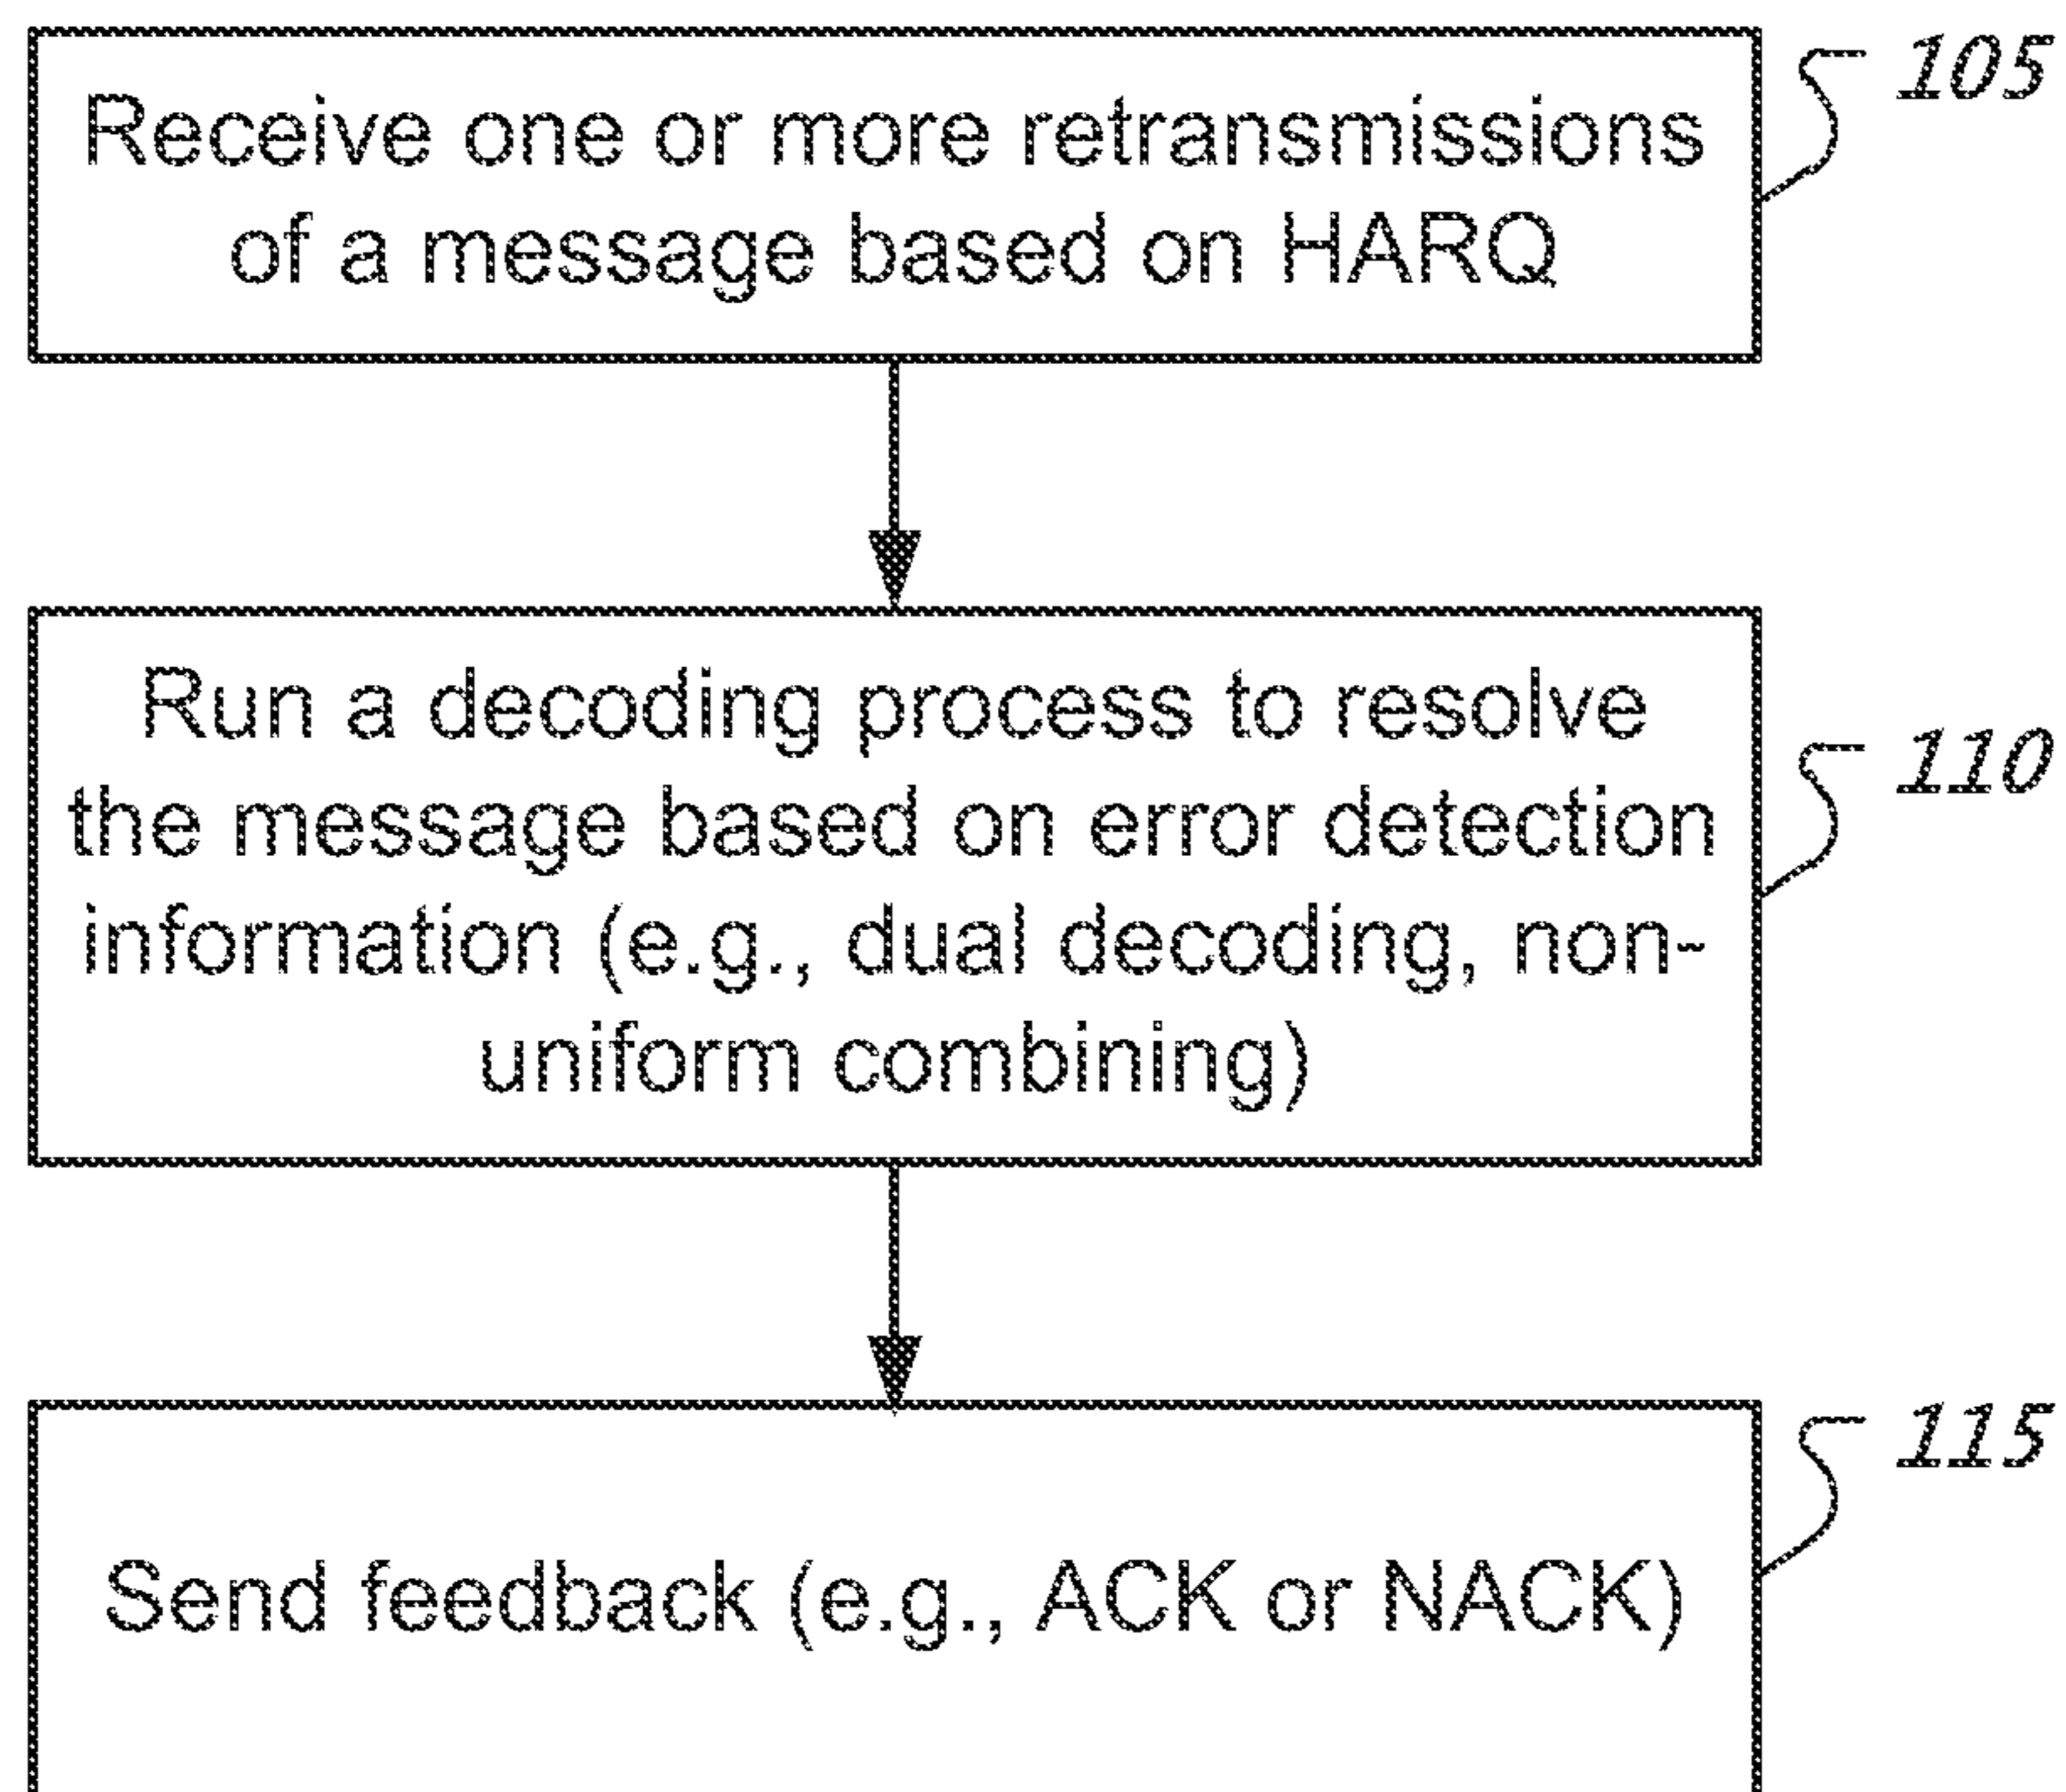 Receive one or more retransmissions
of a message based on HARQ
105
Run a decoding process to resolve
the message based on error detection
information (e.g., dual decoding, non-
uniform combining)
110
Send feedback (e.g., ACK or NACK)
115